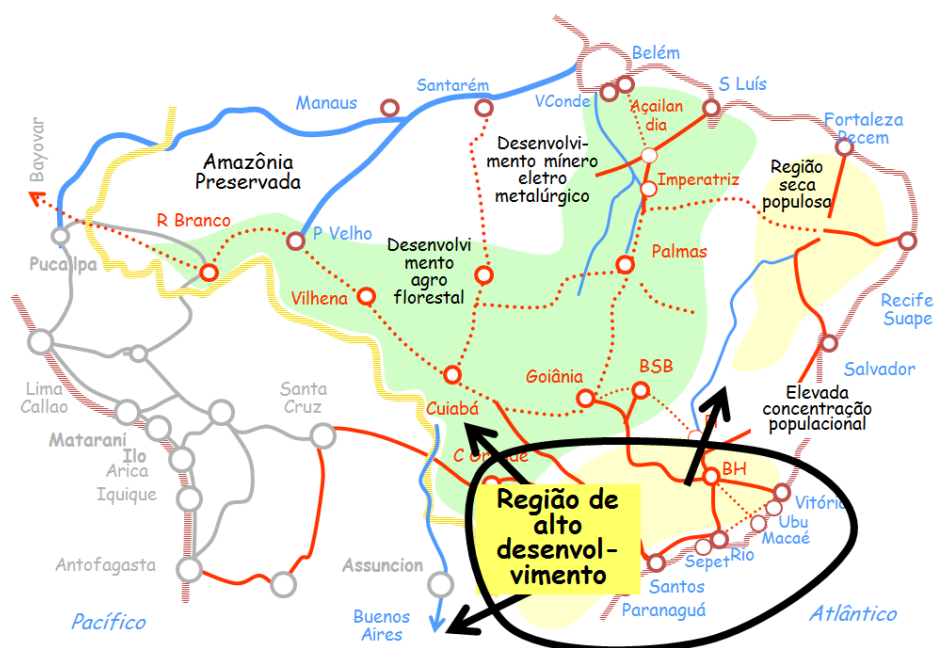 Belém
Santarém
S Luís
Manaus
VConde
Açailan
dia
Fortaleza
Pecem
Bayovar
Amazônia
Preservada
Desenvolvi-
mento mínero
eletro
metalúrgico
Região
seca
populosa
Imperatriz
R Branco
P Velho
Pucallpa
Desenvolvi
mento
agro
florestal
Palmas
Vilhena
Recife
Suape
Salvador
Lima
Callao
Santa
Cruz
Goiânia
BSB
Cuiabá
Elevada
concentração
populacional
Matarani
Ilo
Arica
Iquique
BH
Região de
alto
desenvol-
vimento
Vitória
Ubu
Macaé
Rio
Sepet
Antofagasta
Assuncion
Santos
Paranaguá
Pacífico
Buenos
Aires
Atlântico